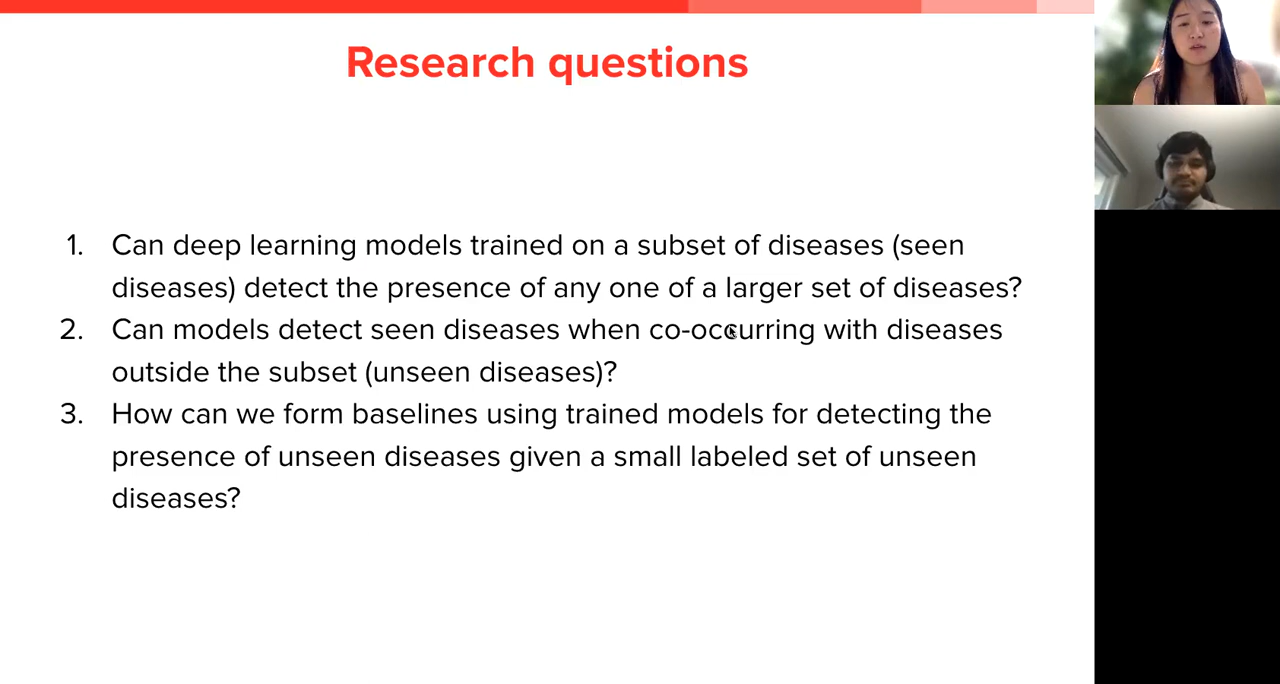 Research questions
1. Can deep learning models trained on a subset of diseases (seen
diseases) detect the presence of any one of a larger set of diseases?
2. Can models detect seen diseases when co-occurring with diseases
outside the subset (unseen diseases)?
3. How can we form baselines using trained models for detecting the
presence of unseen diseases given a small labeled set of unseen
diseases?